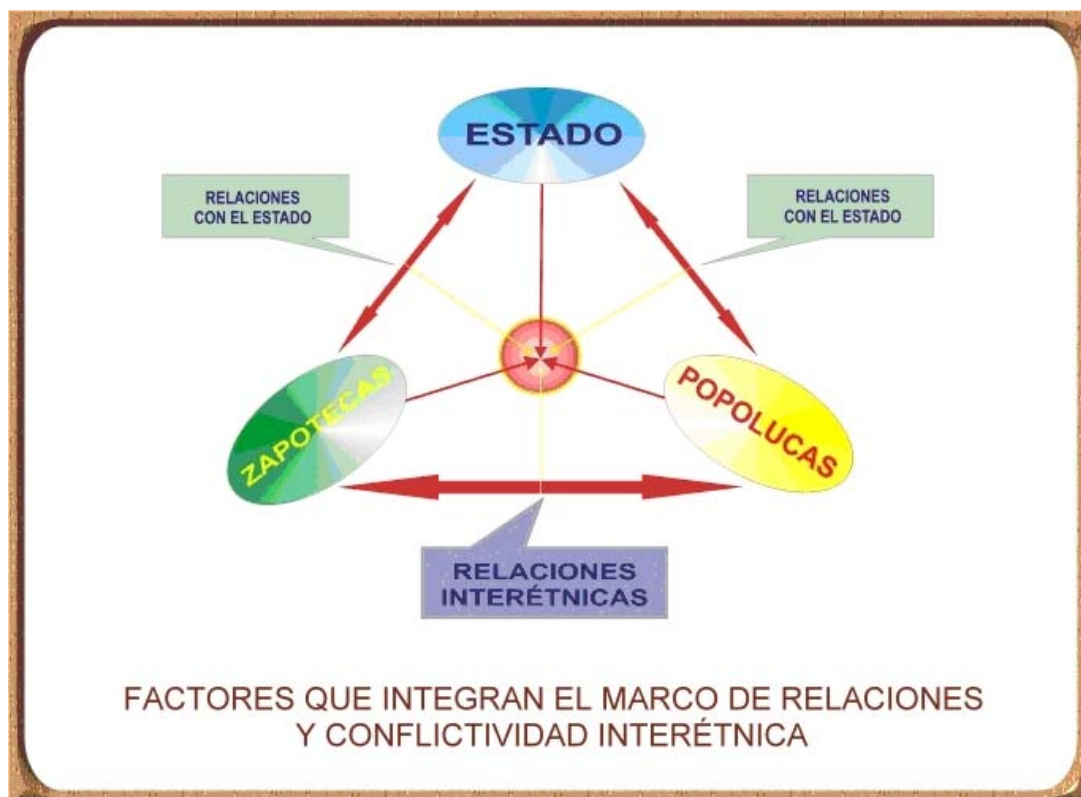 ESTADO
RELACIONES
CON EL ESTADO
RELACIONES
CON EL ESTADO
ZAPOTECAS
POPOLUCAS
RELACIONES
INTERÉTNICAS
FACTORES QUE INTEGRAN EL MARCO DE RELACIONES
Y CONFLICTIVIDAD INTERÉTNICA